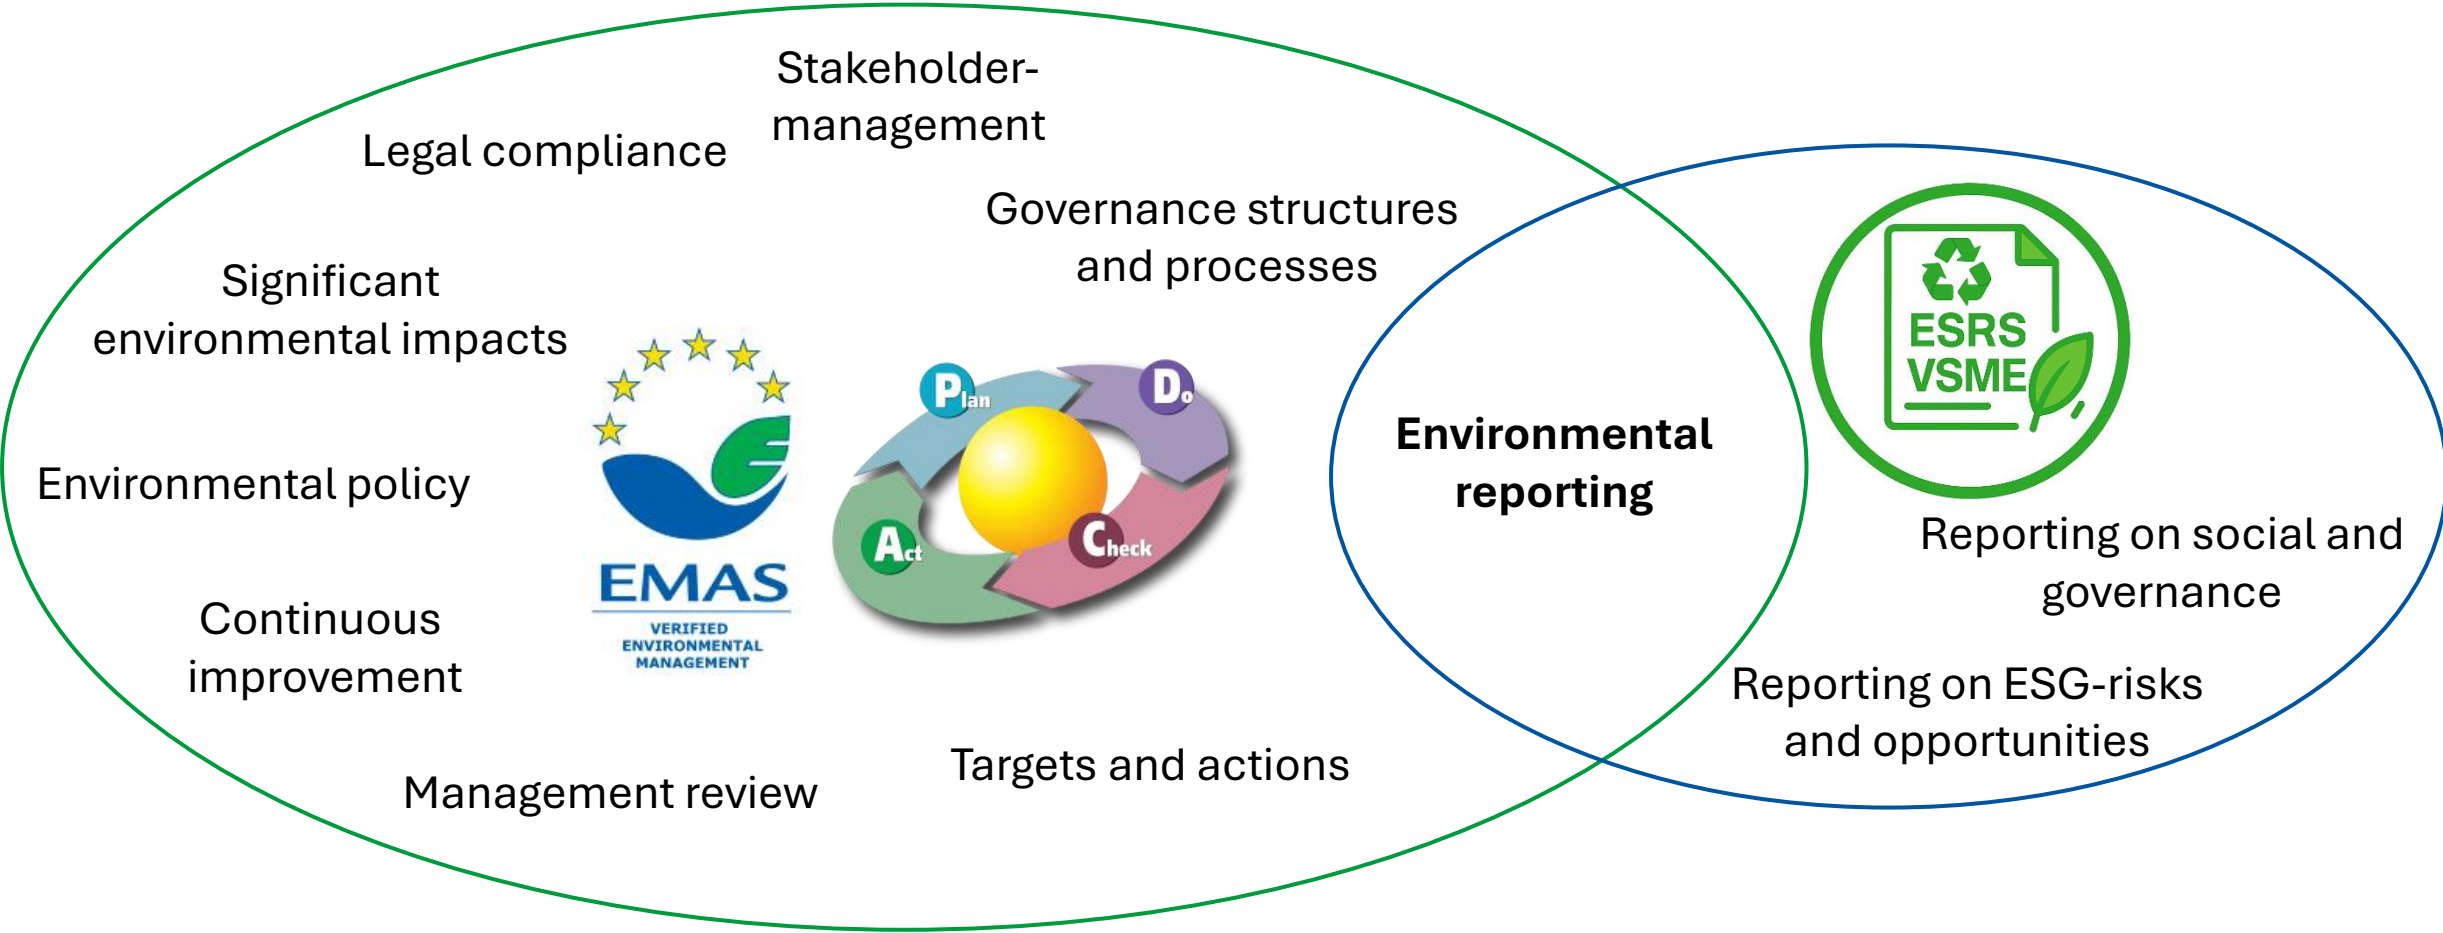 Stakeholder-
management
Legal compliance
Governance structures
and processes
Significant
environmental impacts
Environmental policy
Continuous
improvement
Management review
Targets and actions
EMAS
VERIFIED
ENVIRONMENTAL
MANAGEMENT
Plan
Do
Check
Act
Environmental
reporting
ESRS
VSME
Reporting on social and
governance
Reporting on ESG-risks
and opportunities